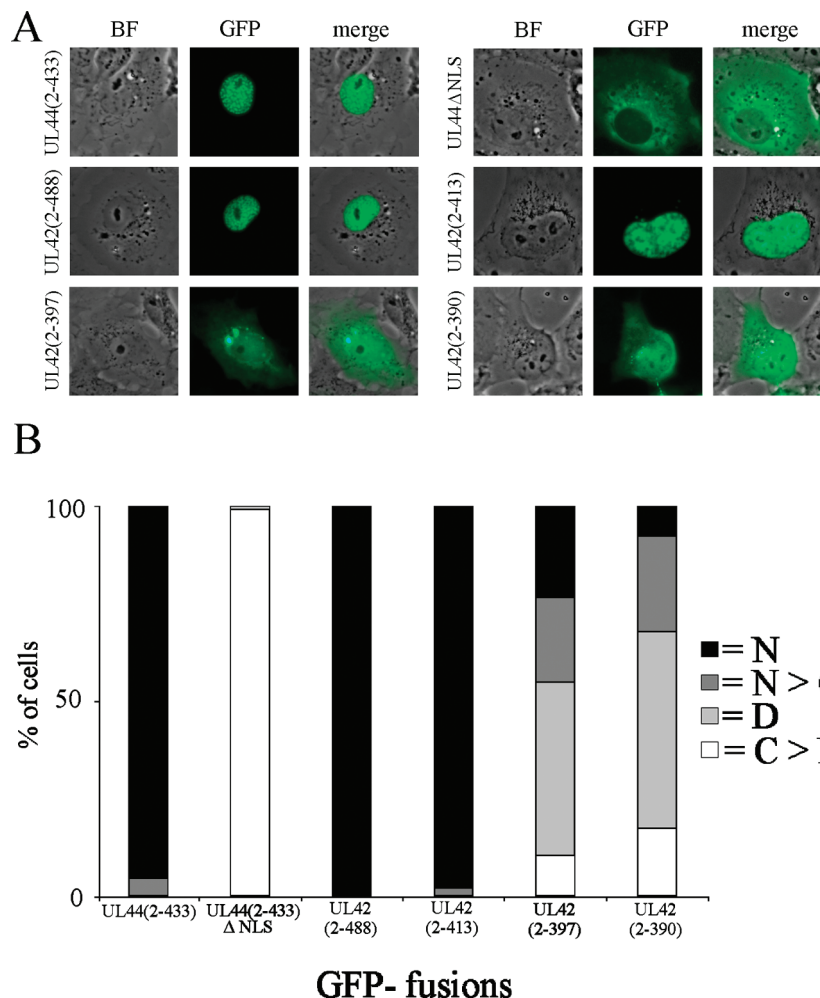 A
BF GFP merge BF GFP merge
UL44(2-433)
UL44ΔNLS
UL42(2-488)
UL42(2-413)
UL42(2-397)
UL42(2-390)
B
100
50
0
% of cells
= N
= N >
= D
= C >
UL44(2-433) UL44(2-433) UL42 UL42 UL42 UL42
Δ NLS (2-488) (2-413) (2-397) (2-390)
GFP- fusions